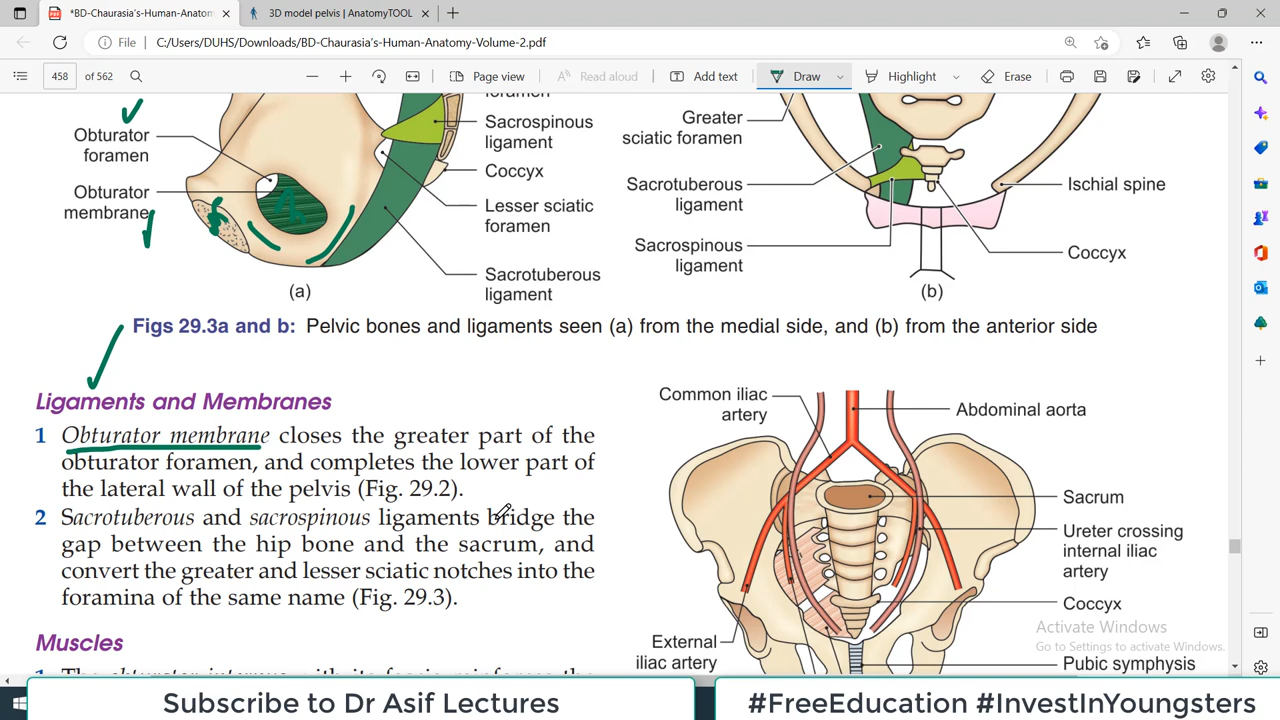 *BD-Chaurasia's-Human-Anatom
3D model pelvis | AnatomyTOOL
File
C:/Users/DUHS/Downloads/BD-Chaurasia's-Human-Anatomy-Volume-2.pdf
458
of 562
Page view
Read aloud
Add text
Draw
Highlight
Erase
foramen
Obturator
foramen
Obturator
membrane
Sacrospinous
ligament
Coccyx
Lesser sciatic
foramen
Sacrotuberous
ligament
(a)
Greater
sciatic foramen
Sacrotuberous
ligament
Sacrospinous
ligament
Ischial spine
Coccyx
(b)
Figs 29.3a and b: Pelvic bones and ligaments seen (a) from the medial side, and (b) from the anterior side
Ligaments and Membranes
1 Obturator membrane closes the greater part of the
obturator foramen, and completes the lower part of
the lateral wall of the pelvis (Fig. 29.2).
2 Sacrotuberous and sacrospinous ligaments bridge the
gap between the hip bone and the sacrum, and
convert the greater and lesser sciatic notches into the
foramina of the same name (Fig. 29.3).
Muscles
Common iliac
artery
Abdominal aorta
Sacrum
Ureter crossing
internal iliac
artery
Coccyx
External
iliac artery
Pubic symphysis
Activate Windows
Go to Settings to activate Windows.
Subscribe to Dr Asif Lectures
#FreeEducation #InvestInYoungsters